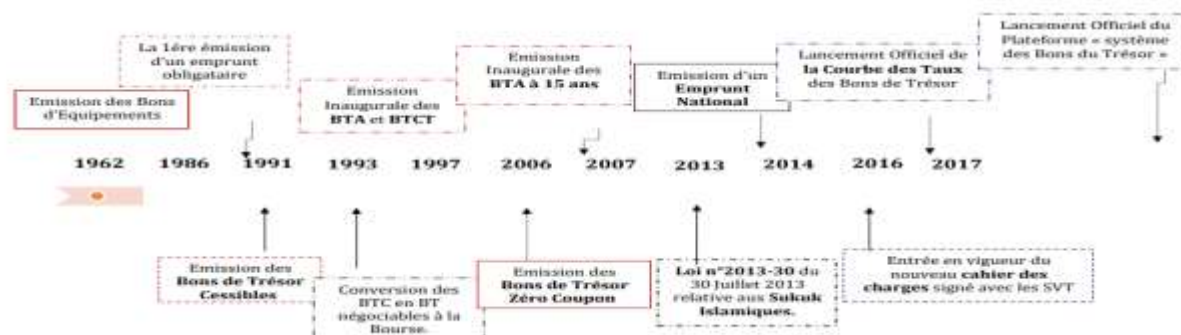 Lancement Officiel du
Plateforme « système
des Bons du Trésor »
La 1ére émission
d'un emprunt
obligataire
Emission
Inaugurale des
BTA à 15 ans
Lancement Officiel de
la Courbe des Taux
des Bons de Trésor
Emission d'un
Emprunt
National
Emission des Bons
d'Equipements
Emission
Inaugurale des
BTA et BTCT
1962 1986 1991 1993 1997 2006 2007 2013 2014 2016 2017
Emission des
Bons de Trésor
Cessibles
Conversion des
BTC en BT
négociables à la
Bourse.
Emission des
Bons de Trésor
Zéro Coupon
Loi n°2013-30 du
30 Juillet 2013
relative aux Sukuk
Islamiques.
Entrée en vigueur du
nouveau cahier des
charges signé avec les SVT